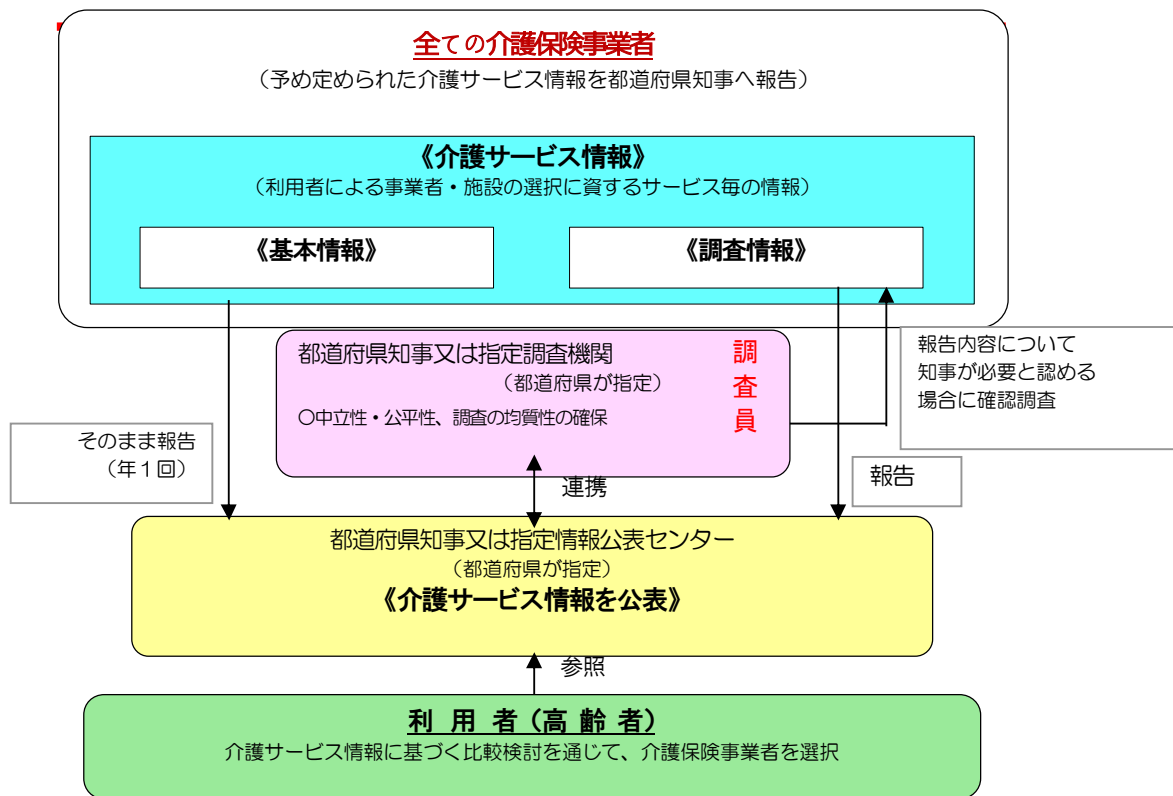 全ての介護保険事業者
（予め定められた介護サービス情報を都道府県知事へ報告）
《介護サービス情報》
（利用者による事業者・施設の選択に資するサービス毎の情報）
《基本情報》
《調査情報》
都道府県知事又は指定調査機関
（都道府県が指定）
〇中立性・公平性、調査の均質性の確保
調
査
員
報告内容について
知事が必要と認める
場合に確認調査
そのまま報告
（年１回）
報告
連携
都道府県知事又は指定情報公表センター
（都道府県が指定）
《介護サービス情報を公表》
参照
利 用 者（高 齢 者）
介護サービス情報に基づく比較検討を通じて、介護保険事業者を選択